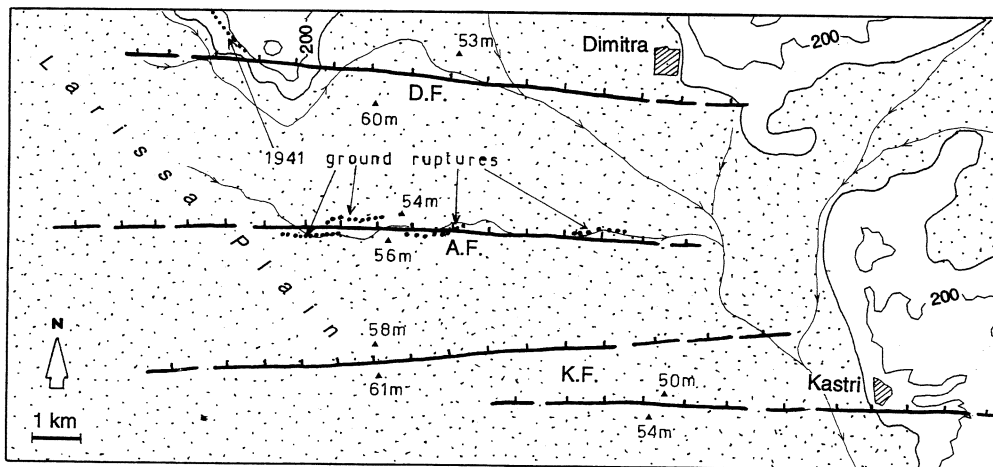 200
53m
Dimitra
200
D.F.
60m
Larissa Plain
1941 ground ruptures
54m
A.F.
56m
200
N
58m
61m
K.F.
50m
Kastri
54m
1 km